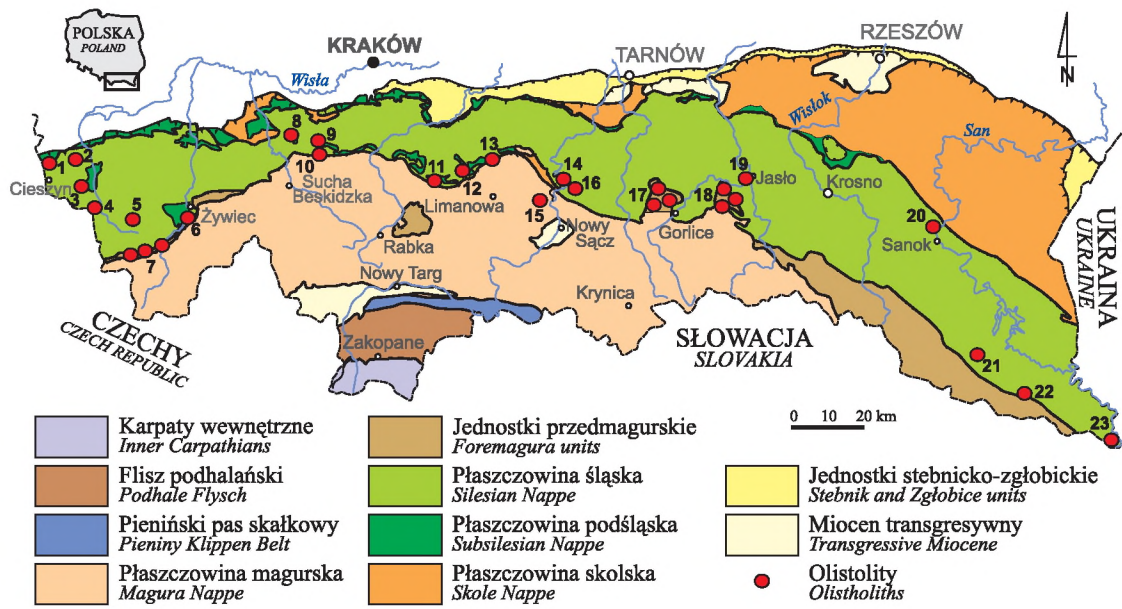 POLSKA
POLAND
KRAKÓW
Wisła
TARNÓW
RZESZÓW
N
Wisłok
San
1
2
3
4
5
6
7
8
9
10
11
12
13
14
15
16
17
18
19
20
21
22
23
Cieszyn
Żywiec
Sucha
Beskidzka
Limanowa
Rabka
Nowy
Sącz
Nowy Targ
Krynica
Zakopane
Gorlice
Jasło
Krosno
Sanok
CZECHY
CZECH REPUBLIC
SŁOWACJA
SLOVAKIA
UKRAINA
UKRAINE
0 10 20 km
Karpaty wewnętrzne
Inner Carpathians
Flisz podhalański
Podhale Flysch
Pieniński pas skałkowy
Pieniny Klippen Belt
Płaszczowina magurska
Magura Nappe
Jednostki przedmagurskie
Foremagura units
Płaszczowina śląska
Silesian Nappe
Płaszczowina podśląska
Subsilesian Nappe
Płaszczowina skolska
Skole Nappe
Jednostki stebnicko-zgłobickie
Stebnik and Zgłobice units
Miocen transgresywny
Transgressive Miocene
Olistolity
Olistholiths